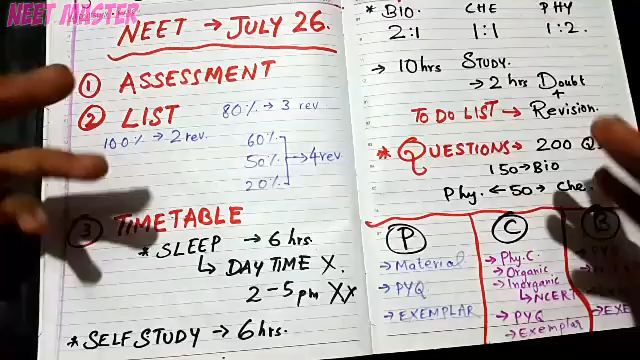 NEET MASTER
NEET → JULY 26.
① ASSESSMENT
② LIST
80% → 3 rev
100% → 2 rev.
60%
50% → 4 rev.
20%
③ TIMETABLE
* SLEEP → 6 hrs.
↳ DAY TIME X.
2-5 pm XX
* SELF STUDY → 6 hrs.
* BIO CHE PHY
2:1 1:1 1:2.
→ 10 hrs STUDY.
→ 2 hrs Doubt
+
TO DO LIST → Revision.
* QUESTIONS → 200 Q
150 → Bio
Phy. ← 50 → Che.
P
→ Material
→ PYQ
→ EXEMPLAR
C
→ Phy. C
→ Organic
→ Inorganic
↳ NCERT
→ PYQ
→ Exemplar
B
→ PYQ